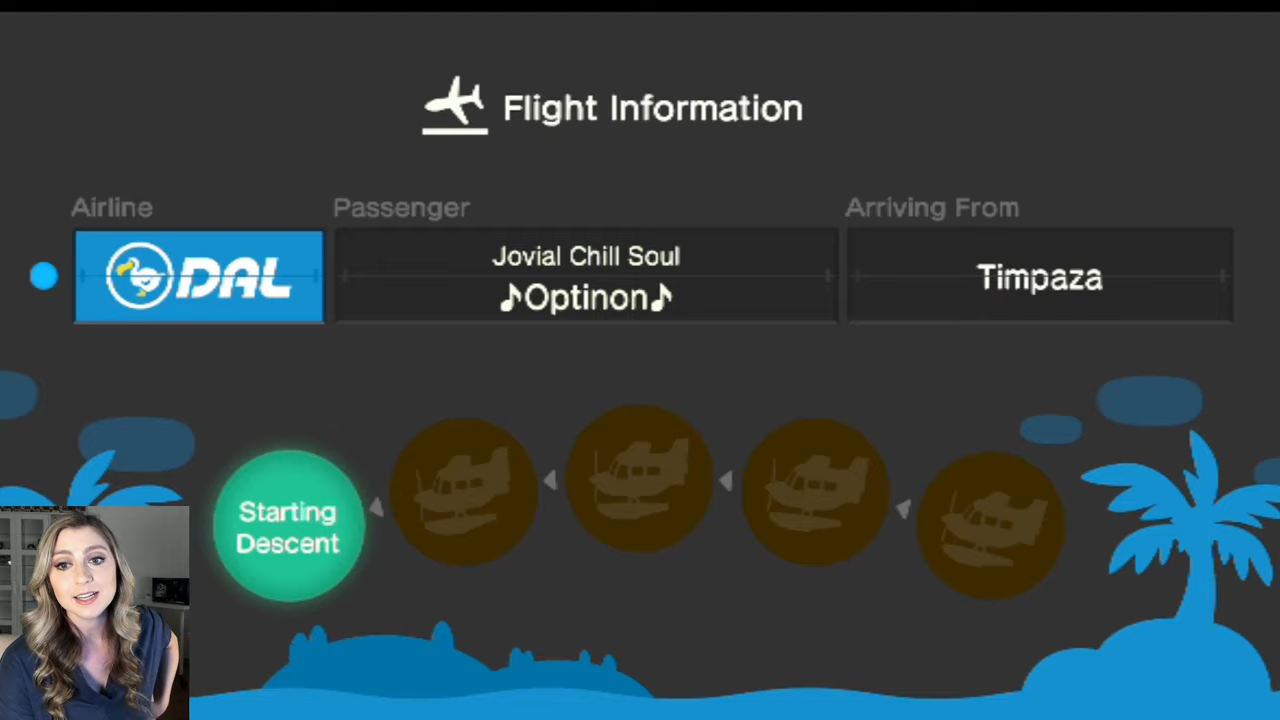 Flight Information
Airline
Passenger
Arriving From
DAL
Jovial Chill Soul
♪Optinon♪
Timpaza
Starting
Descent